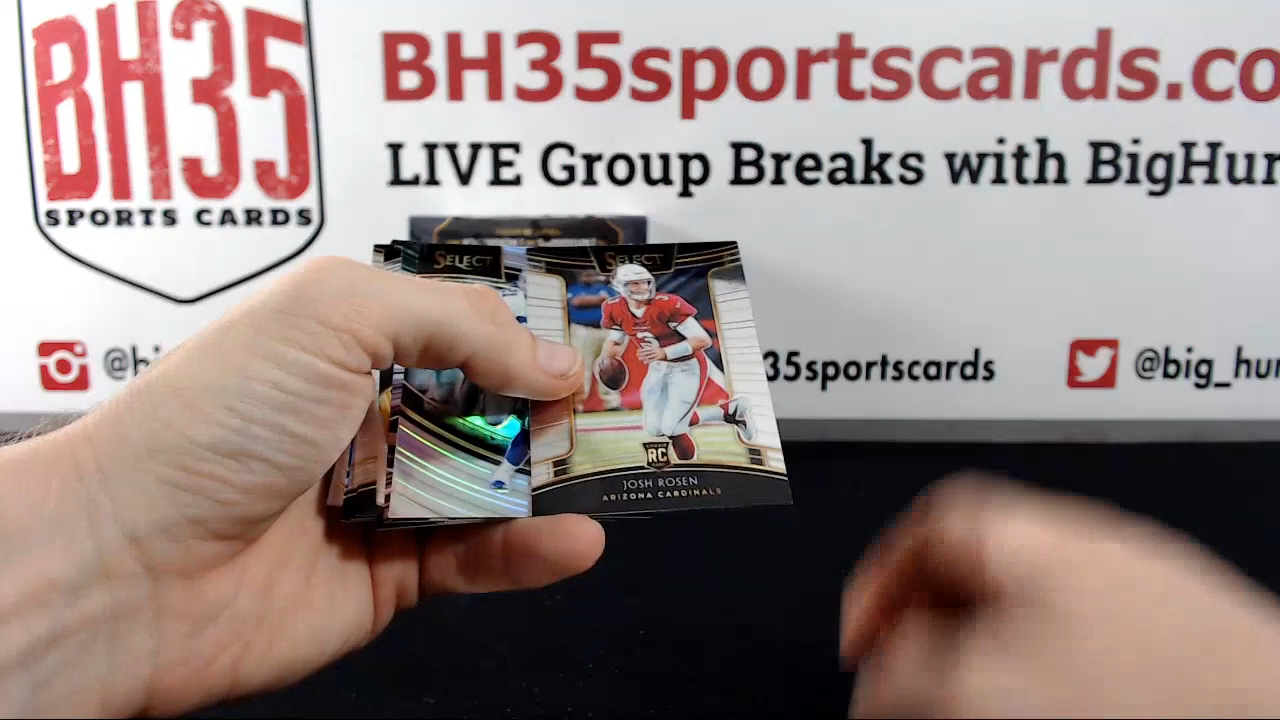 BH35
SPORTS CARDS
BH35sportscards.co
LIVE Group Breaks with BigHur
35sportscards
@big_hur
SELECT
SELECT
RC
JOSH ROSEN
ARIZONA CARDINALS